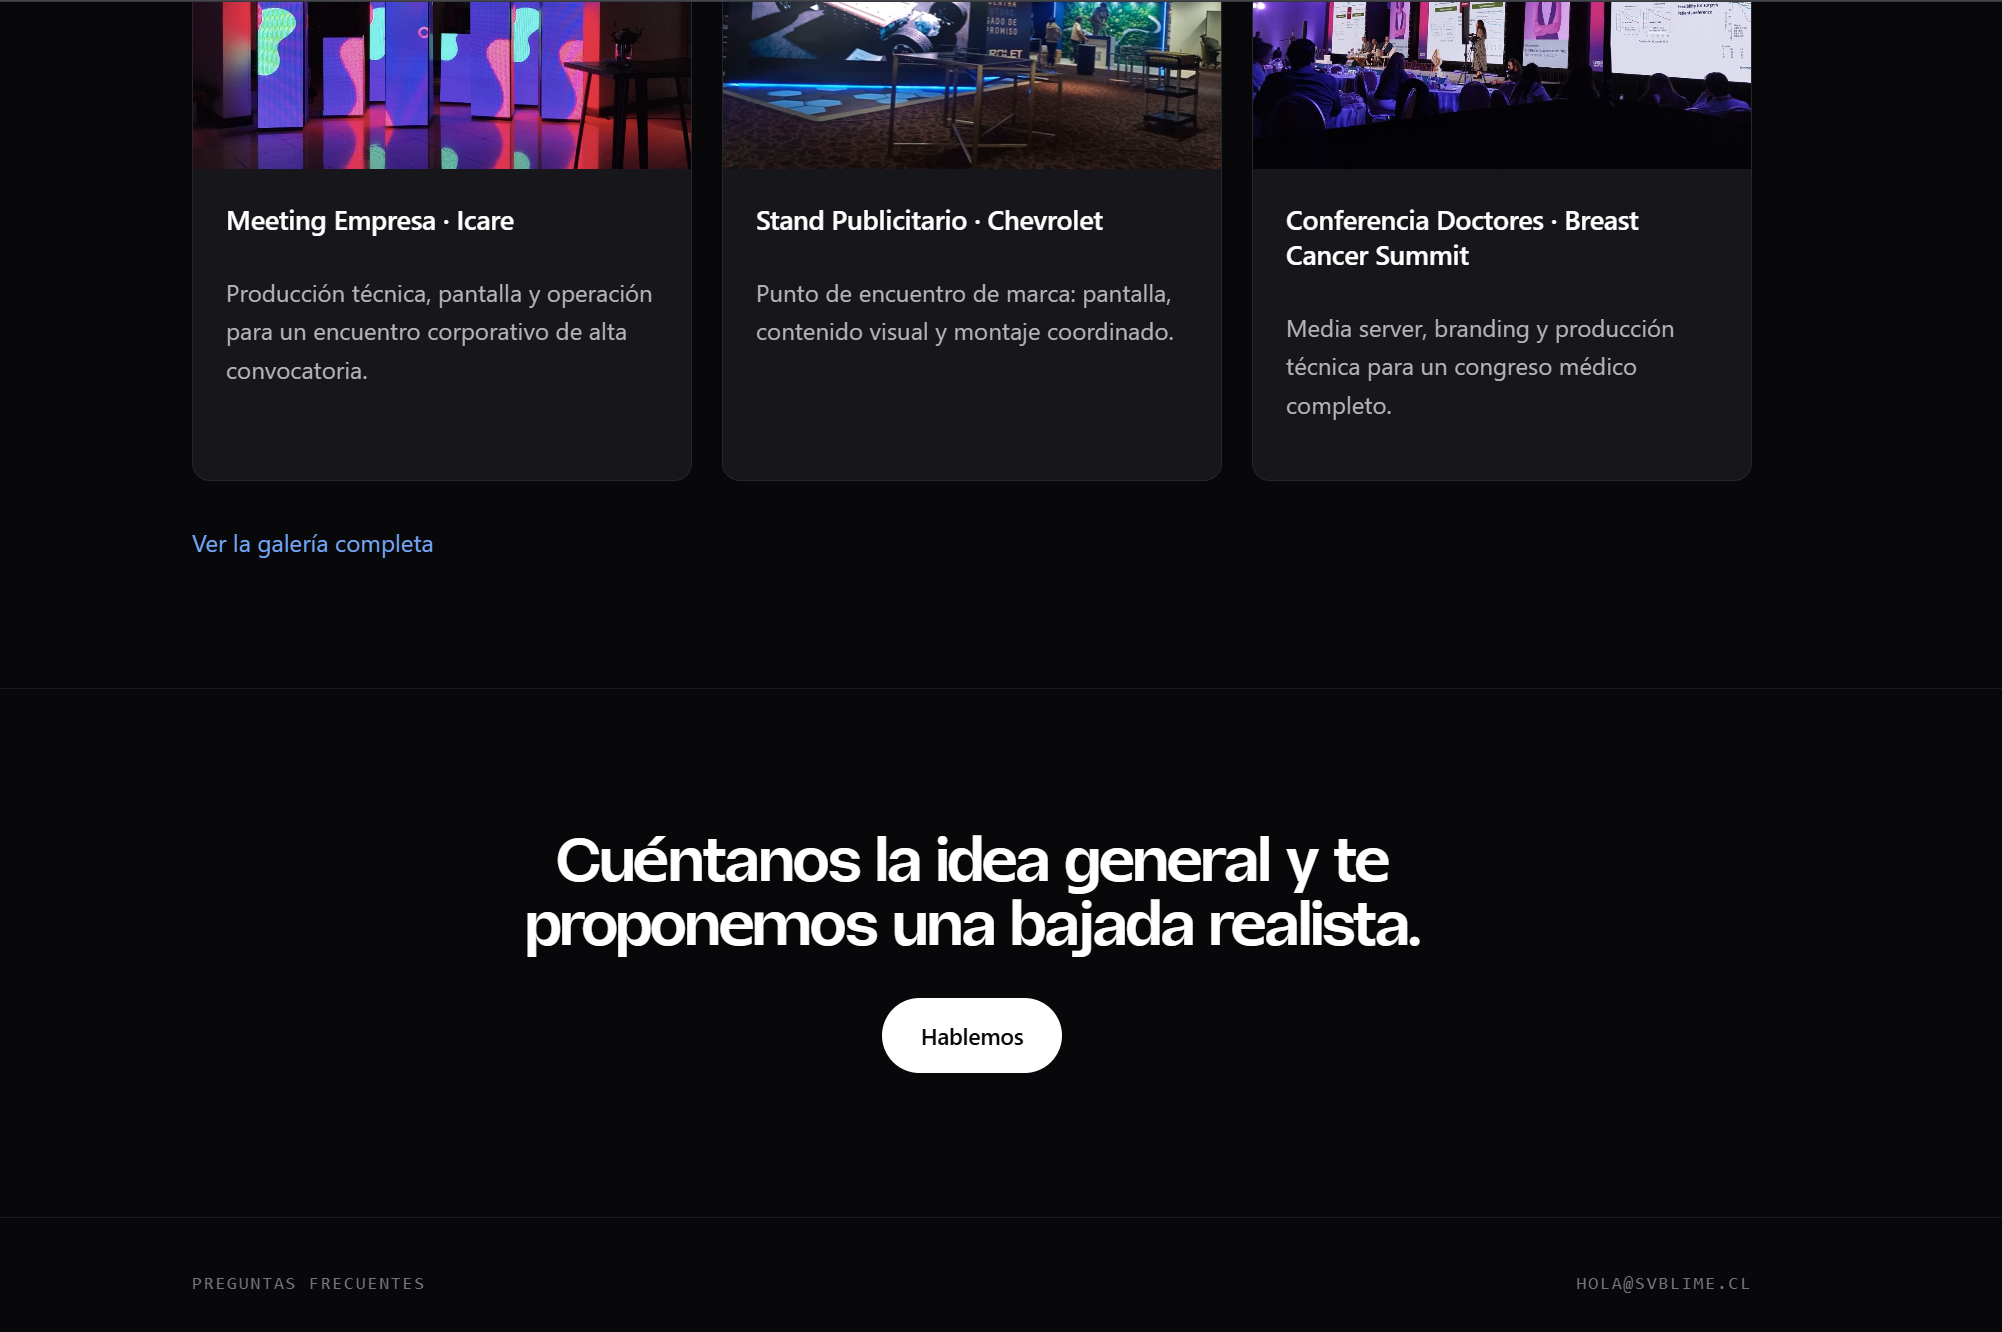 Meeting Empresa · Icare
Producción técnica, pantalla y operación
para un encuentro corporativo de alta
convocatoria.
Stand Publicitario · Chevrolet
Punto de encuentro de marca: pantalla,
contenido visual y montaje coordinado.
Conferencia Doctores · Breast
Cancer Summit
Media server, branding y producción
técnica para un congreso médico
completo.
Ver la galería completa
Cuéntanos la idea general y te
proponemos una bajada realista.
Hablemos
PREGUNTAS FRECUENTES
HOLA@SVBLIME.CL